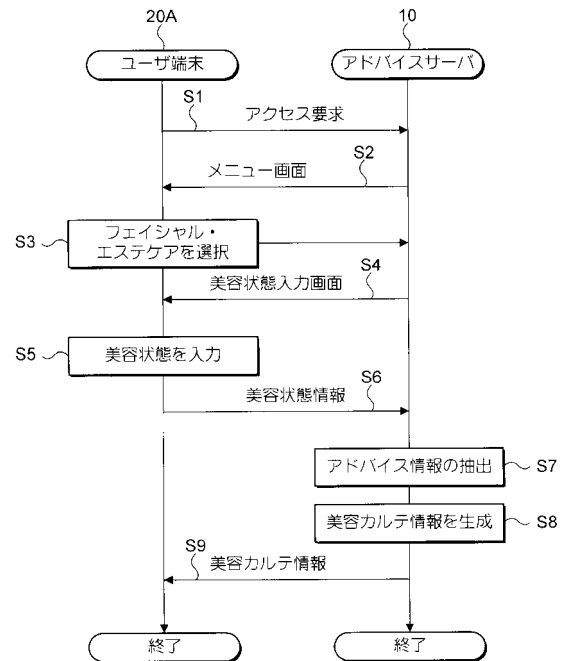 20A
10
ユーザ端末
アドバイスサーバ
S1
アクセス要求
S2
メニュー画面
S3
フェイシャル・
エステケアを選択
S4
美容状態入力画面
S5
美容状態を入力
S6
美容状態情報
アドバイス情報の抽出
S7
美容カルテ情報を生成
S8
S9
美容カルテ情報
終了
終了